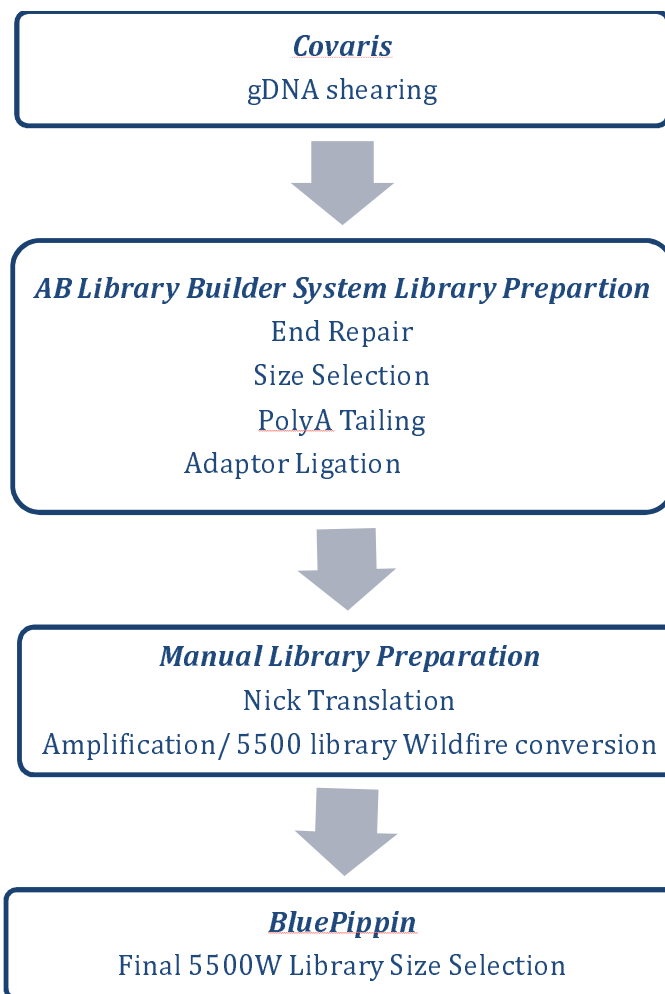 Covaris
gDNA shearing
AB Library Builder System Library Prepartion
End Repair
Size Selection
PolyA Tailing
Adaptor Ligation
Manual Library Preparation
Nick Translation
Amplification/ 5500 library Wildfire conversion
BluePippin
Final 5500W Library Size Selection